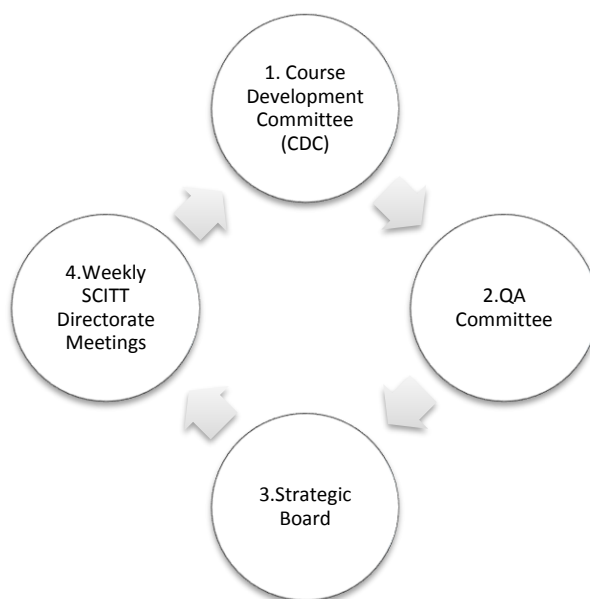 1. Course
Development
Committee
(CDC)
2.QA
Committee
3.Strategic
Board
4.Weekly
SCITT
Directorate
Meetings